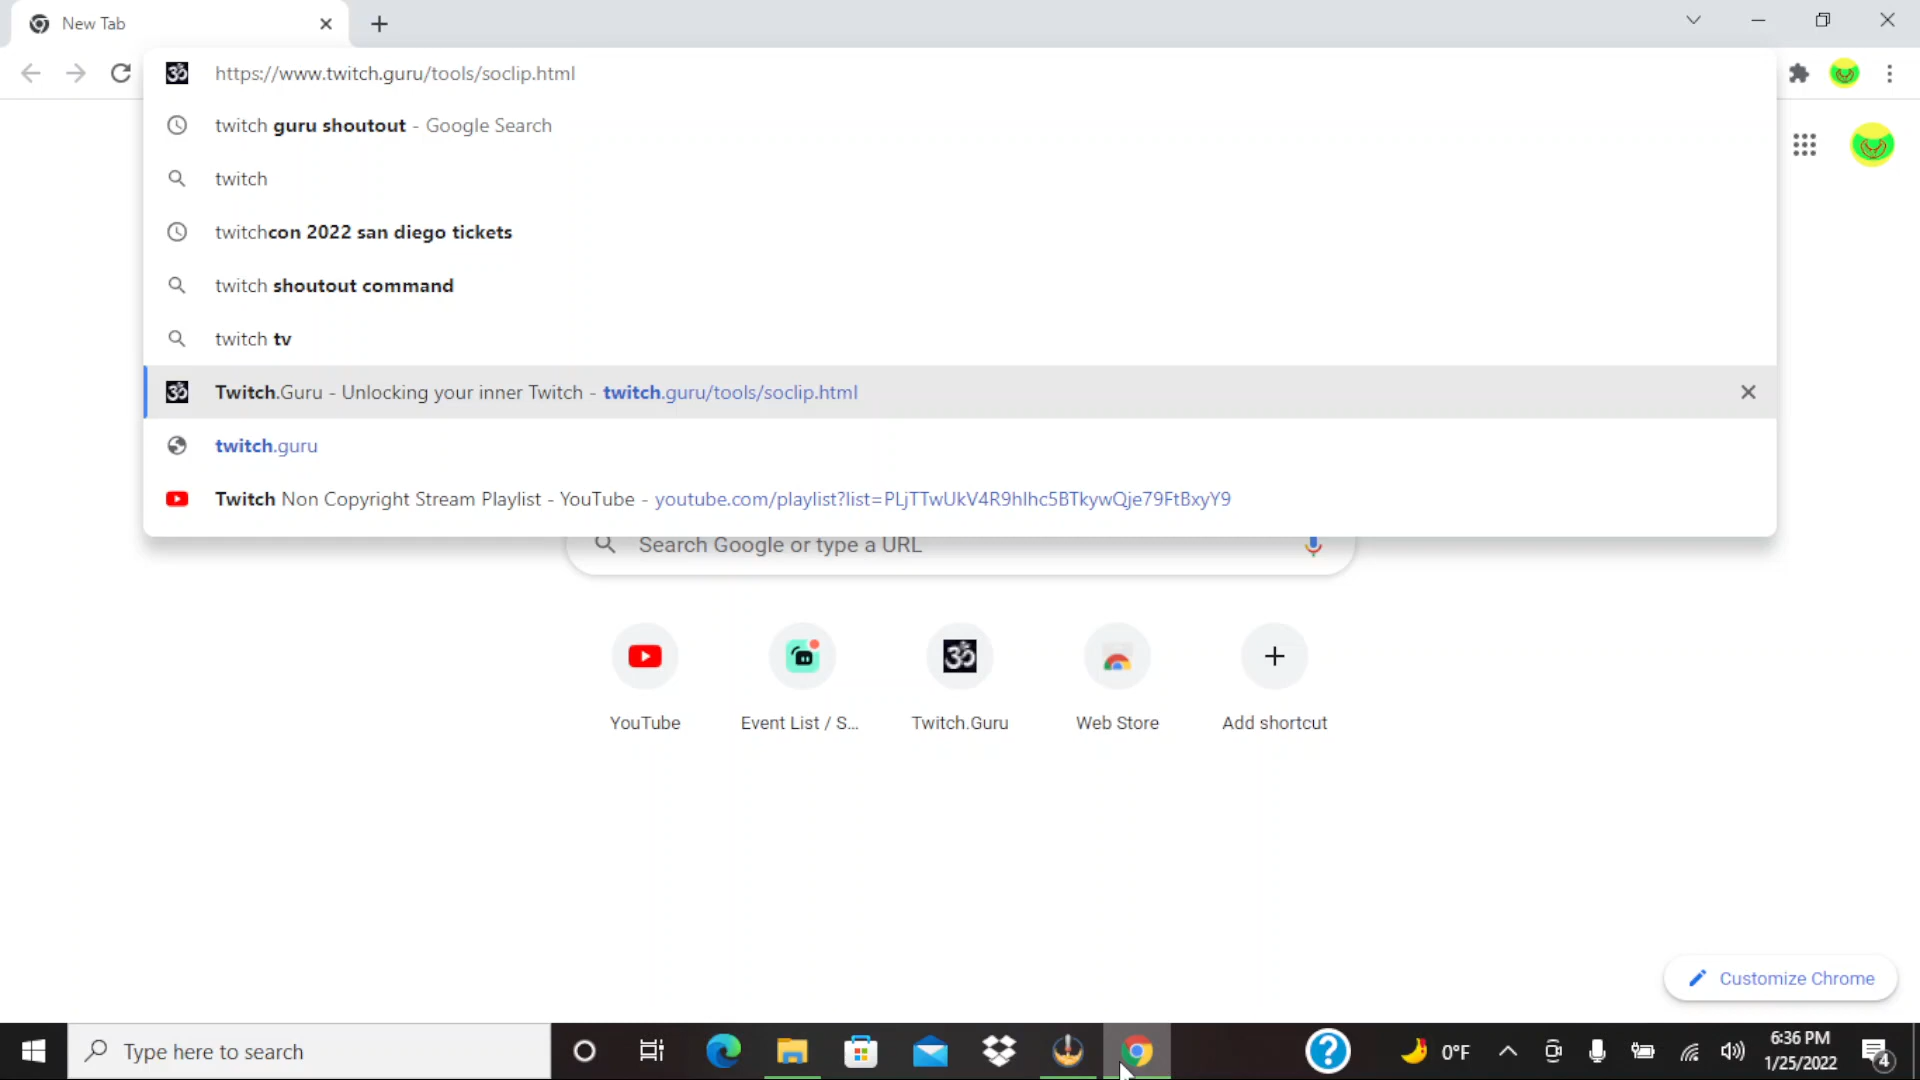 New Tab
https://www.twitch.guru/tools/soclip.html
twitch guru shoutout - Google Search
twitch
twitchcon 2022 san diego tickets
twitch shoutout command
twitch tv
Twitch.Guru - Unlocking your inner Twitch - twitch.guru/tools/soclip.html
twitch.guru
Twitch Non Copyright Stream Playlist - YouTube - youtube.com/playlist?list=PLjTTwUkV4R9hlhc5BTkywQje79FtBxyY9
Search Google or type a URL
YouTube
Event List / S...
Twitch.Guru
Web Store
Add shortcut
Customize Chrome
Type here to search
0°F
6:36 PM
1/25/2022
4